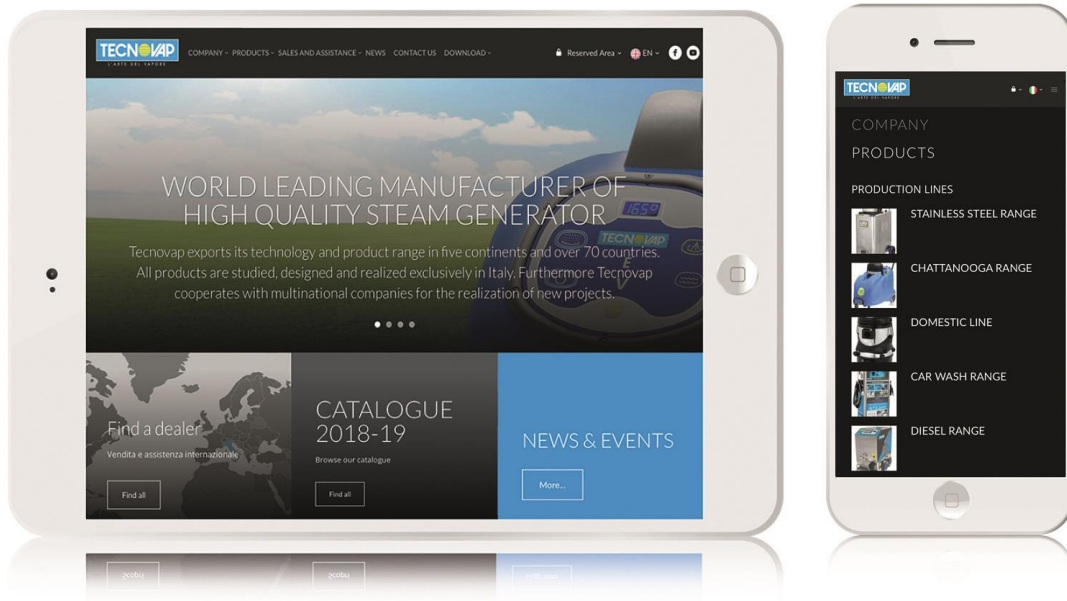 TECNOVAP
L'ARTE DEL VAPORE
COMPANY PRODUCTS SALES AND ASSISTANCE NEWS CONTACT US DOWNLOAD
Reserved Area EN
WORLD LEADING MANUFACTURER OF
HIGH QUALITY STEAM GENERATOR
165°
TECNOVAP
Tecnovap exports its technology and product range in five continents and over 70 countries.
All products are studied, designed and realized exclusively in Italy. Furthermore Tecnovap
cooperates with multinational companies for the realization of new projects.
Find a dealer
Vendita e assistenza internazionale
Find all
CATALOGUE
2018-19
Browse our catalogue
Find all
NEWS & EVENTS
More...
TECNOVAP
L'ARTE DEL VAPORE
COMPANY
PRODUCTS
PRODUCTION LINES
STAINLESS STEEL RANGE
CHATTANOOGA RANGE
DOMESTIC LINE
CAR WASH RANGE
DIESEL RANGE